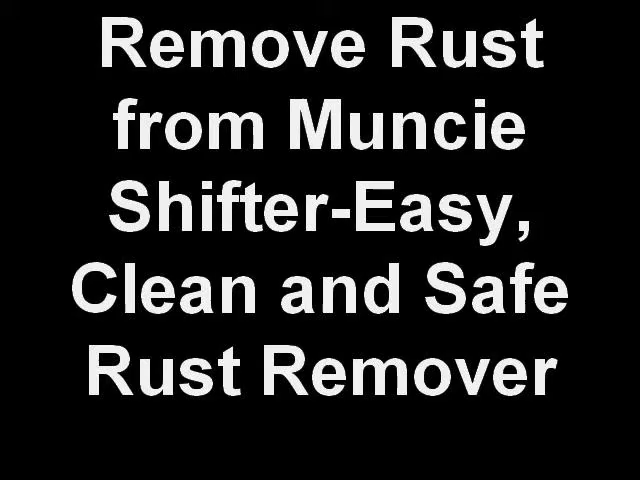 Remove Rust
from Muncie
Shifter-Easy,
Clean and Safe
Rust Remover